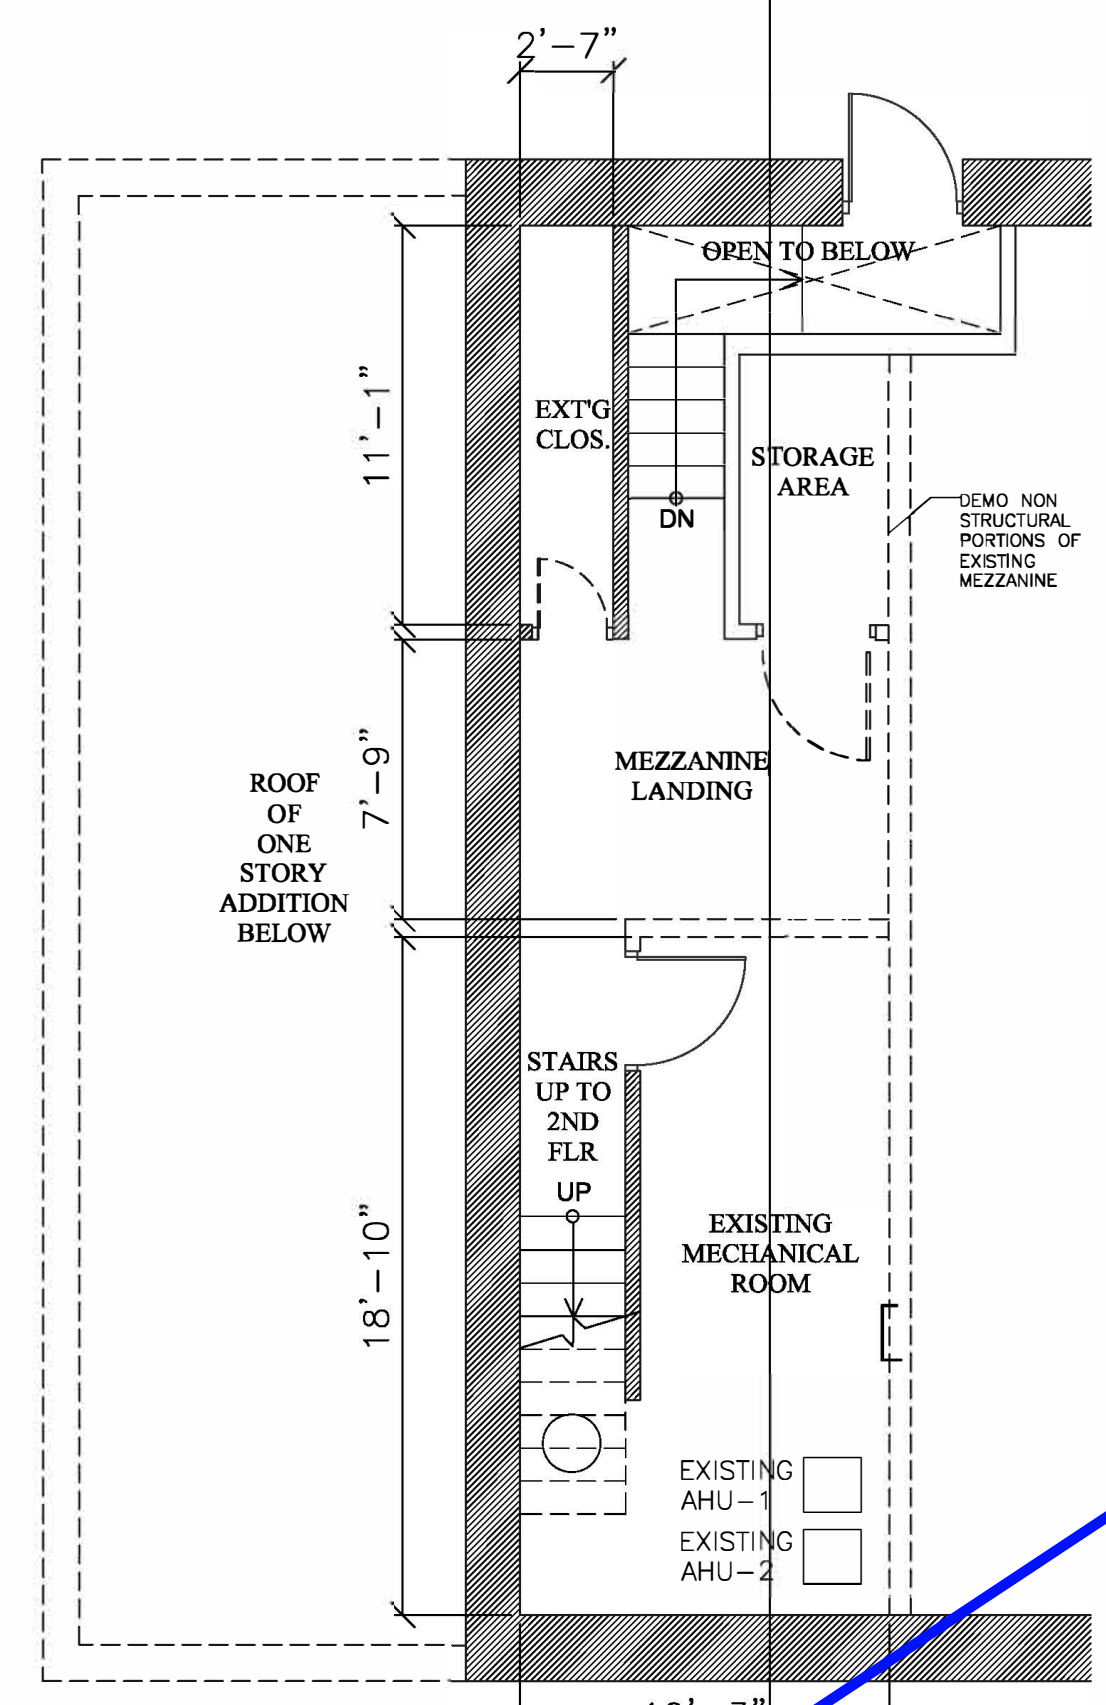 2'-7"
OPEN TO BELOW
11'-1"
EXT'G
CLOS.
STORAGE
AREA
DN
DEMO NON
STRUCTURAL
PORTIONS OF
EXISTING
MEZZANINE
7'-9"
MEZZANINE
LANDING
ROOF
OF
ONE
STORY
ADDITION
BELOW
STAIRS
UP TO
2ND
FLR
UP
18'-10"
EXISTING
MECHANICAL
ROOM
EXISTING
AHU-1
EXISTING
AHU-2